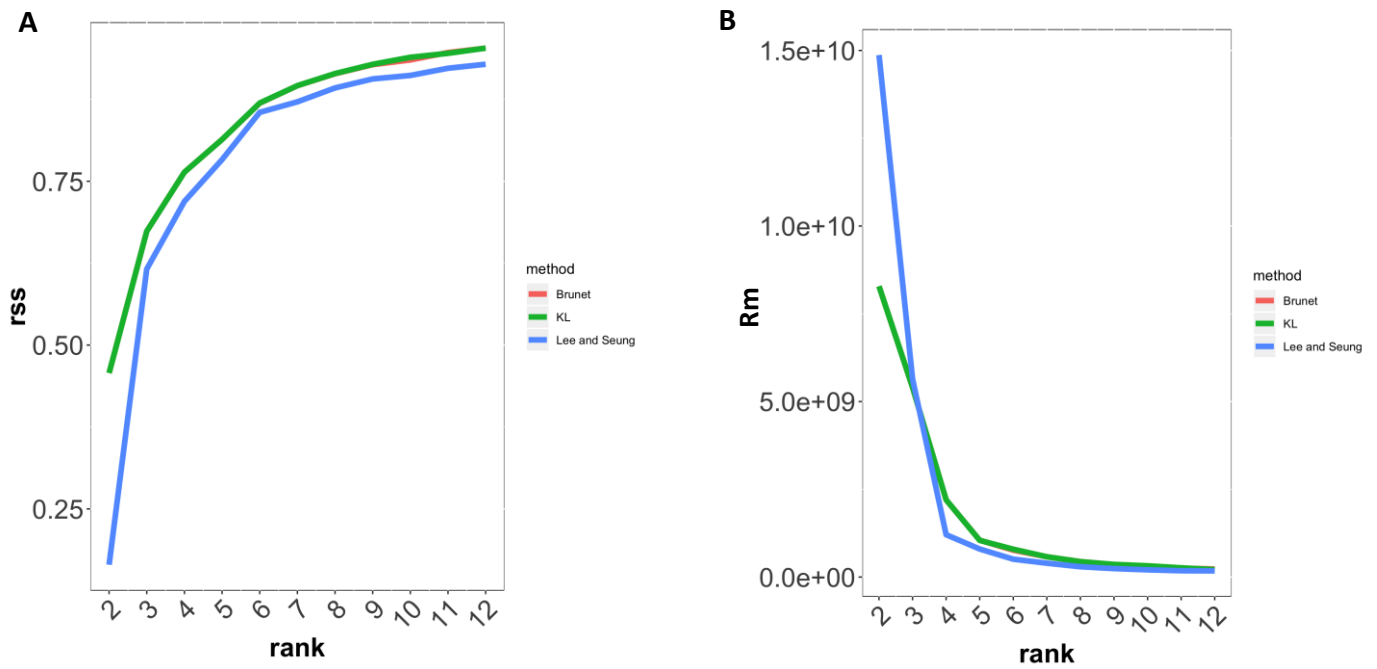 A
rss
0.75
0.50
0.25
2 3 4 5 6 7 8 9 10 11 12
rank
method
Brunet
KL
Lee and Seung
B
Rm
1.5e+10
1.0e+10
5.0e+09
0.0e+00
2 3 4 5 6 7 8 9 10 11 12
rank
method
Brunet
KL
Lee and Seung